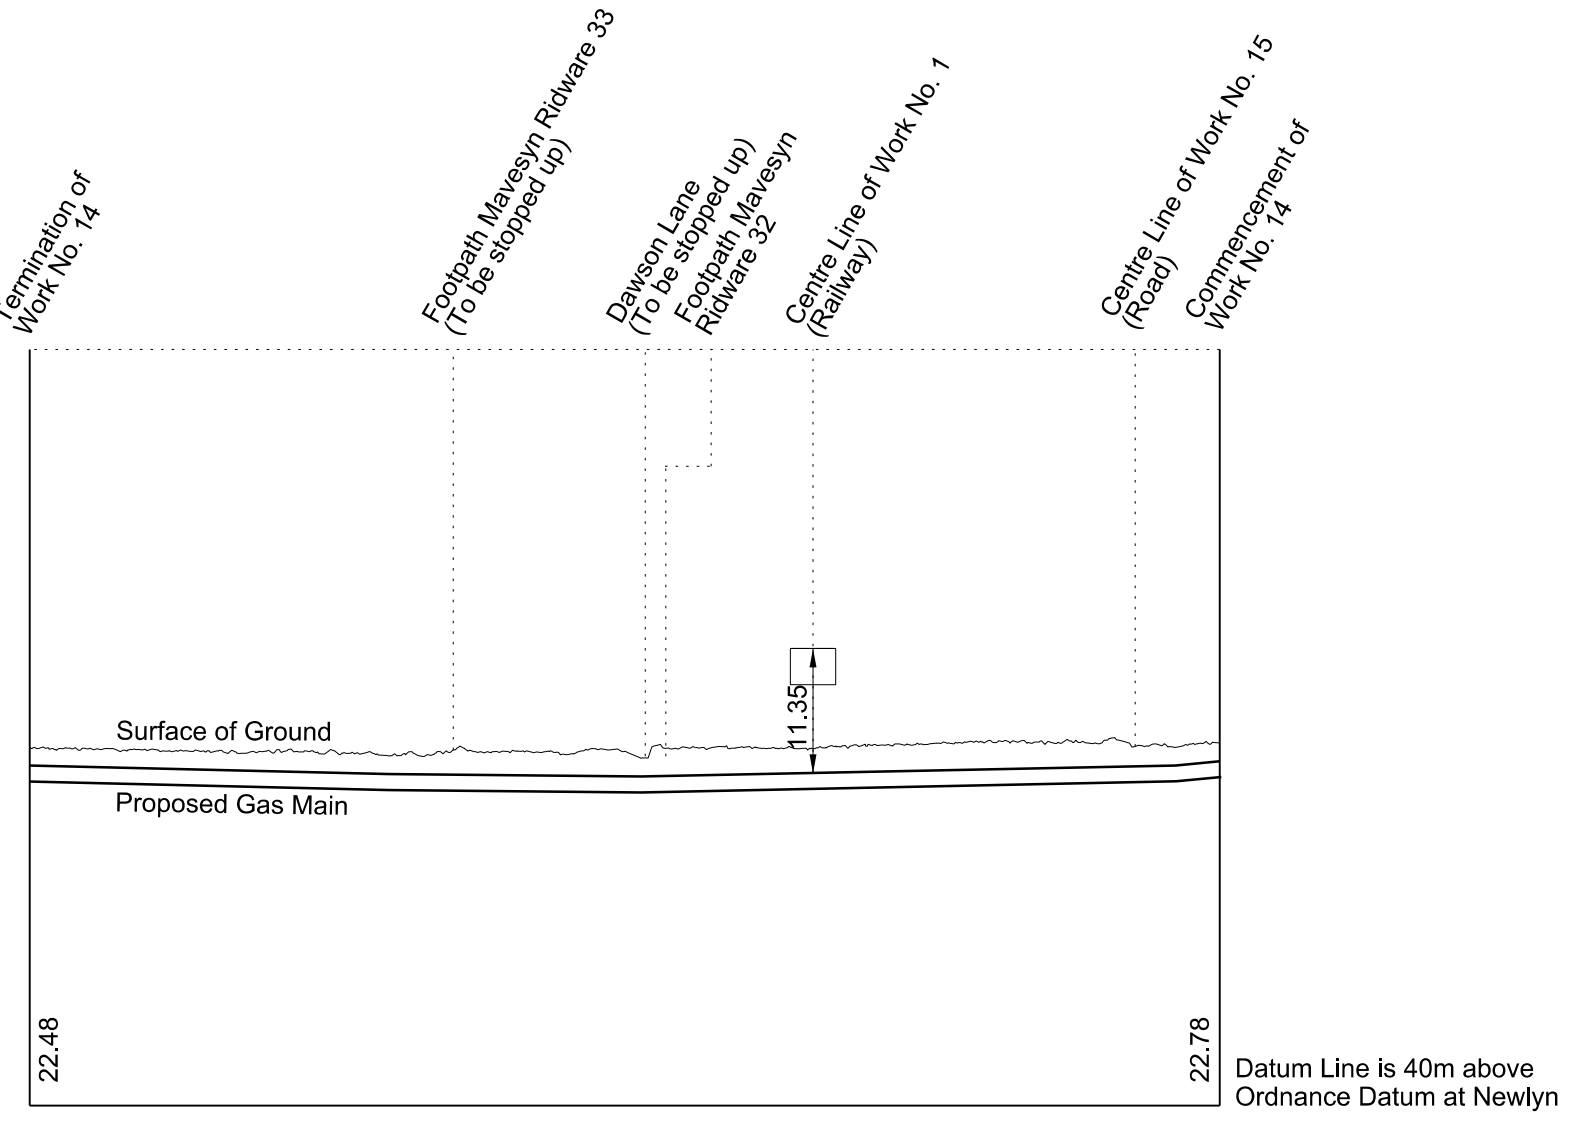 Termination of
Work No. 14
Footpath Mavesyn Ridware 33
(To be stopped up)
Dawson Lane
(To be stopped up)
Footpath Mavesyn
Ridware 32
Centre Line of Work No. 1
(Railway)
Centre Line of Work No. 15
(Road)
Commencement of
Work No. 14
11.35
Surface of Ground
Proposed Gas Main
22.48
22.78
Datum Line is 40m above
Ordnance Datum at Newlyn